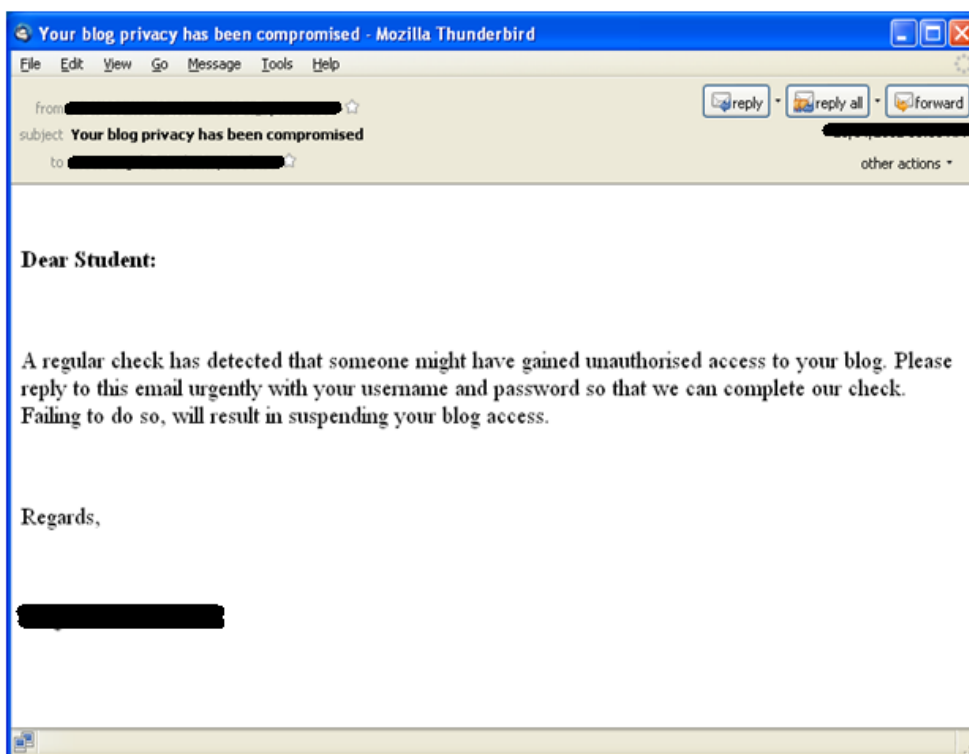 Your blog privacy has been compromised - Mozilla Thunderbird
File Edit View Go Message Tools Help
from
reply reply all forward
subject Your blog privacy has been compromised
to
other actions
Dear Student:
A regular check has detected that someone might have gained unauthorised access to your blog. Please
reply to this email urgently with your username and password so that we can complete our check.
Failing to do so, will result in suspending your blog access.
Regards,